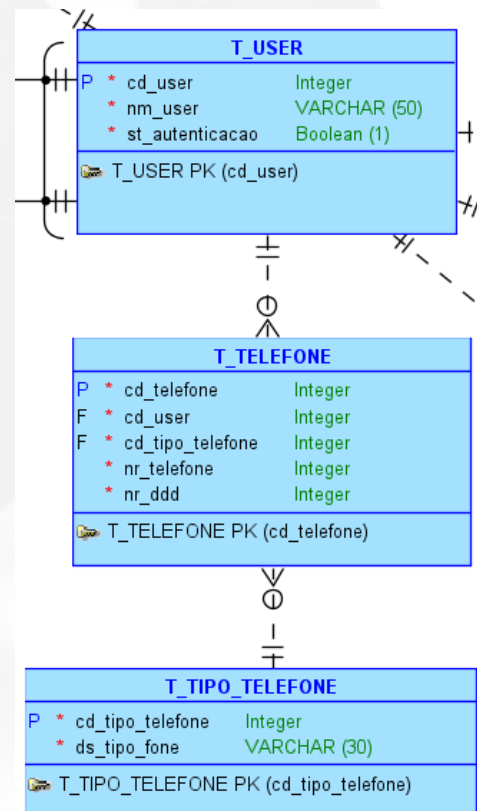 T_USER
P * cd_user Integer
* nm_user VARCHAR (50)
* st_autenticacao Boolean (1)
T_USER PK (cd_user)
T_TELEFONE
P * cd_telefone Integer
F * cd_user Integer
F * cd_tipo_telefone Integer
* nr_telefone Integer
* nr_ddd Integer
T_TELEFONE PK (cd_telefone)
T_TIPO_TELEFONE
P * cd_tipo_telefone Integer
* ds_tipo_fone VARCHAR (30)
T_TIPO_TELEFONE PK (cd_tipo_telefone)